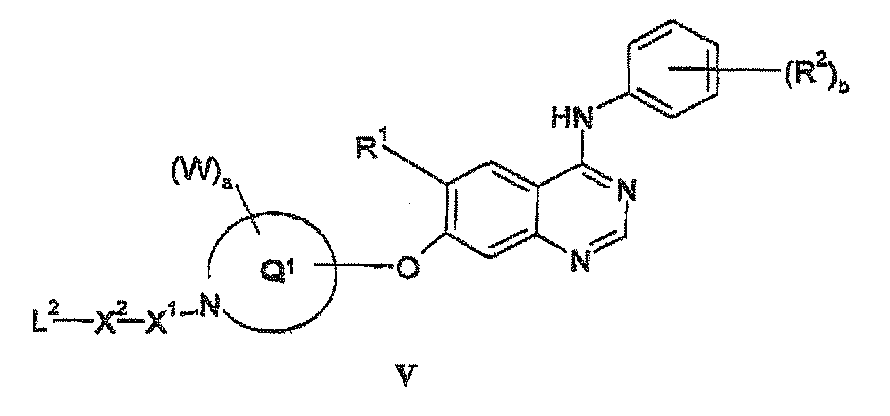 (R²)b
HN
R¹
(W)a
N
Q¹
O
N
N
L²—X²—X¹-N
V